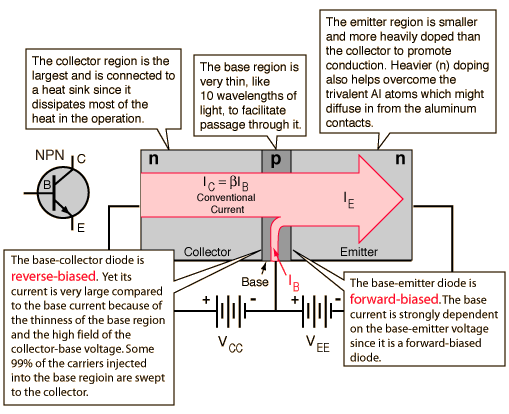 The collector region is the
largest and is connected to
a heat sink since it
dissipates most of the
heat in the operation.
The base region is
very thin, like
10 wavelengths of
light, to facilitate
passage through it.
The emitter region is smaller
and more heavily doped than
the collector to promote
conduction. Heavier (n) doping
also helps overcome the
trivalent Al atoms which might
diffuse in from the aluminum
contacts.
NPN
C
B
E
n
p
n
I_C = βI_B
Conventional
Current
I_E
Collector
Emitter
Base
I_B
The base-collector diode is
reverse-biased. Yet its
current is very large compared
to the base current because of
the thinness of the base region
and the high field of the
collector-base voltage. Some
99% of the carriers injected
into the base regioin are swept
to the collector.
The base-emitter diode is
forward-biased. The base
current is strongly dependent
on the base-emitter voltage
since it is a forward-biased
diode.
+ -
+ -
V_CC
V_EE